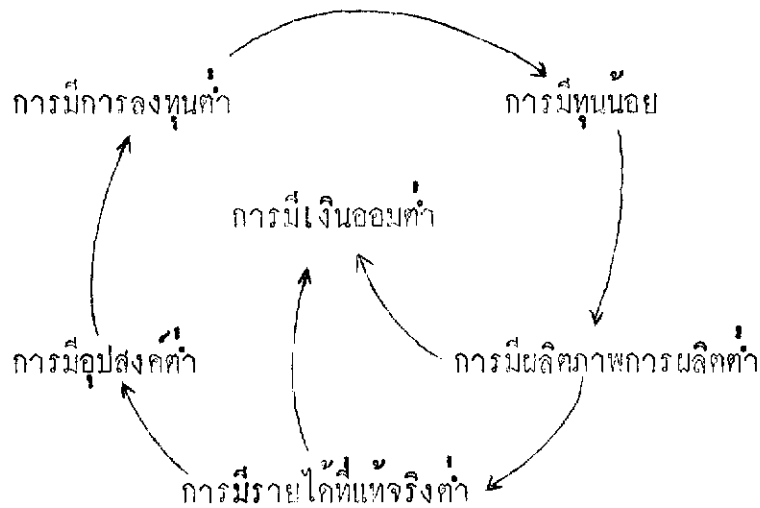 การมีการลงทุนต่ำ
การมีทุนน้อย
การมีเงินออมต่ำ
การมีอุปสงค์ต่ำ
การมีผลิตภาพการผลิตต่ำ
การมีรายได้ที่แท้จริงต่ำ